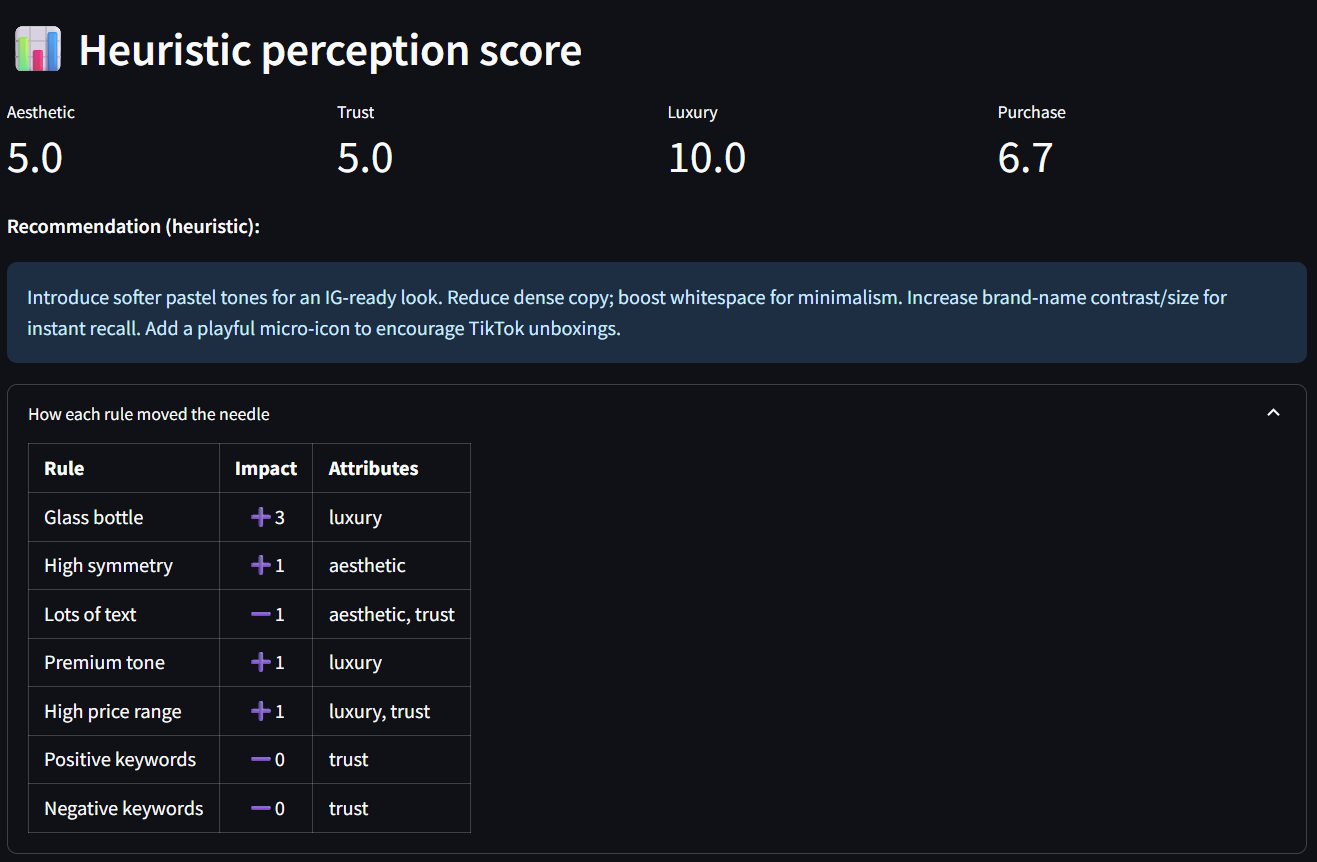 Heuristic perception score
Aesthetic Trust Luxury Purchase
5.0 5.0 10.0 6.7
Recommendation (heuristic):
Introduce softer pastel tones for an IG-ready look. Reduce dense copy; boost whitespace for minimalism. Increase brand-name contrast/size for
instant recall. Add a playful micro-icon to encourage TikTok unboxings.
How each rule moved the needle
Rule Impact Attributes
Glass bottle ➕3 luxury
High symmetry ➕1 aesthetic
Lots of text ➖1 aesthetic, trust
Premium tone ➕1 luxury
High price range ➕1 luxury, trust
Positive keywords ➖0 trust
Negative keywords ➖0 trust